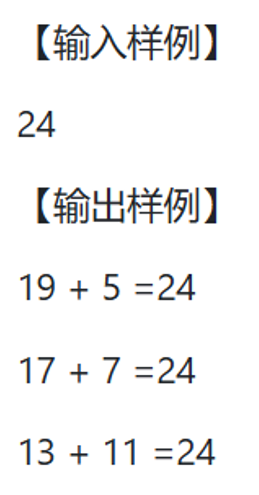 【输入样例】
24
【输出样例】
19 + 5 =24
17 + 7 =24
13 + 11 =24